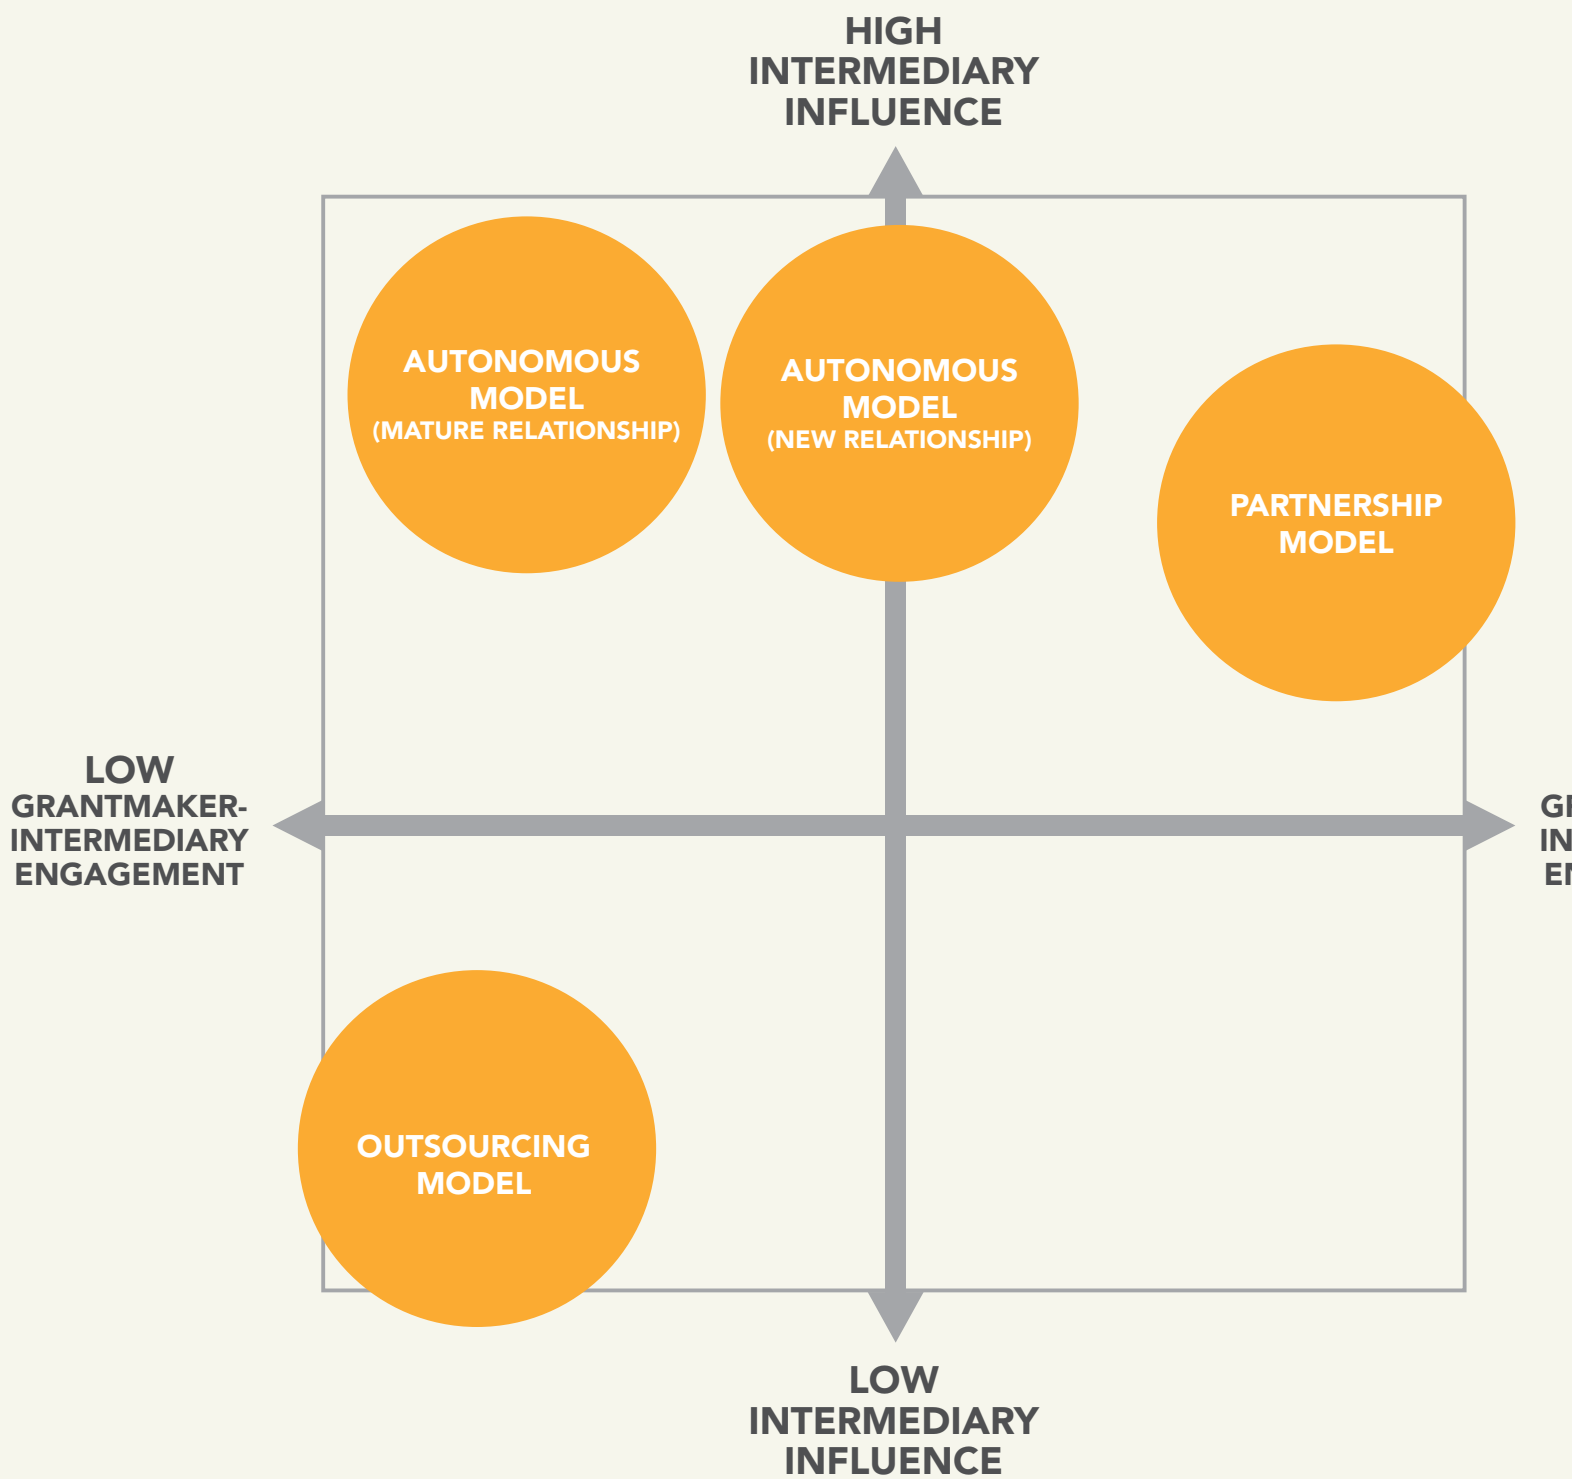 HIGH
INTERMEDIARY
INFLUENCE
AUTONOMOUS
MODEL
(MATURE RELATIONSHIP)
AUTONOMOUS
MODEL
(NEW RELATIONSHIP)
PARTNERSHIP
MODEL
LOW
GRANTMAKER-
INTERMEDIARY
ENGAGEMENT
OUTSOURCING
MODEL
LOW
INTERMEDIARY
INFLUENCE